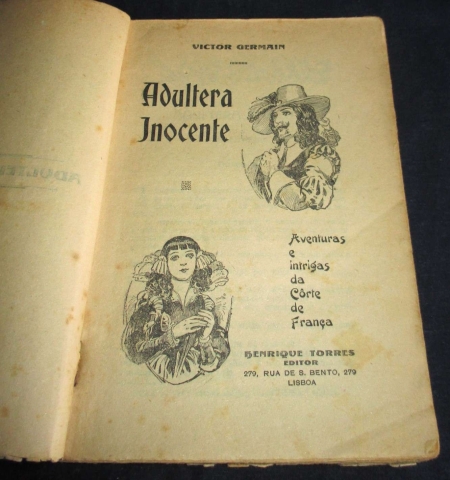 VICTOR GERMAIN
Adultera
Inocente
Aventuras
e
intrigas
da
Côrte
de
França
HENRIQUE TORRES
EDITOR
279, RUA DE S. BENTO, 279
LISBOA